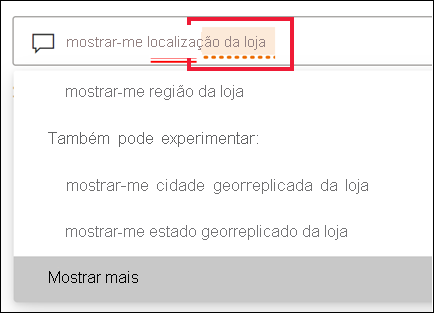 mostrar-me localização da loja
mostrar-me região da loja
Também pode experimentar:
mostrar-me cidade georreplicada da loja
mostrar-me estado georreplicado da loja
Mostrar mais